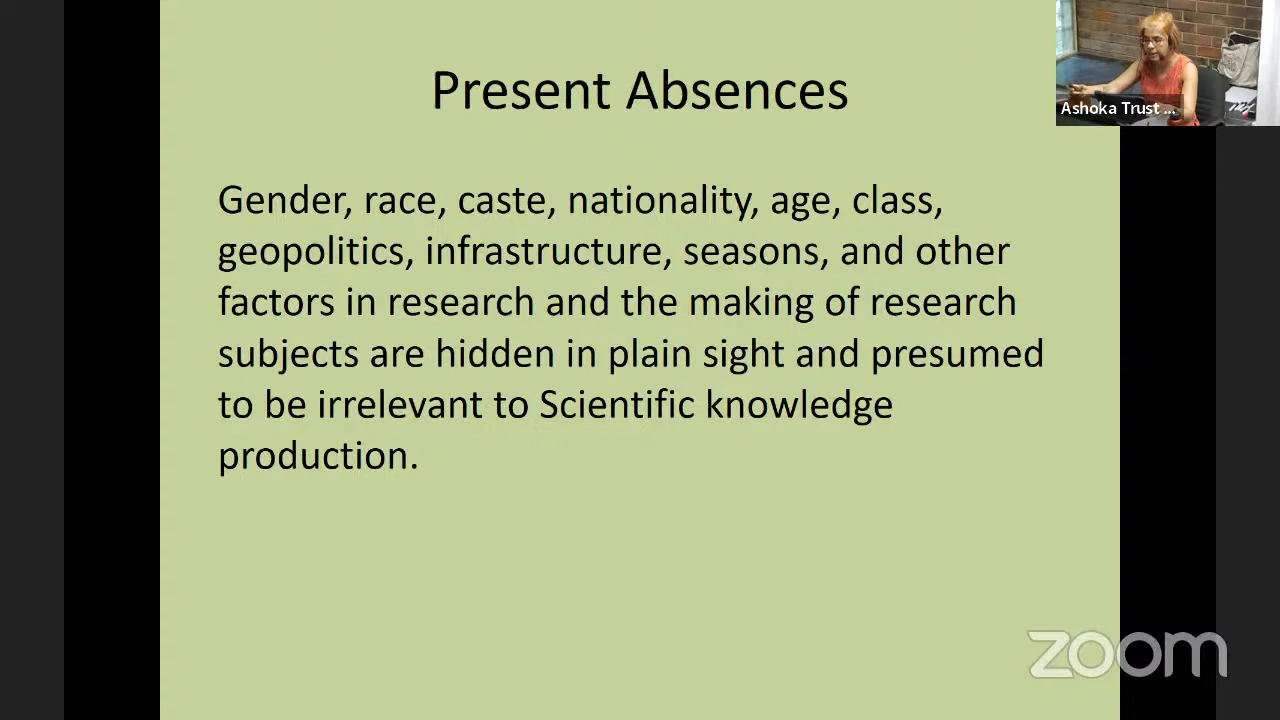 Present Absences
Ashoka Trust ...
Gender, race, caste, nationality, age, class,
geopolitics, infrastructure, seasons, and other
factors in research and the making of research
subjects are hidden in plain sight and presumed
to be irrelevant to Scientific knowledge
production.
zoom